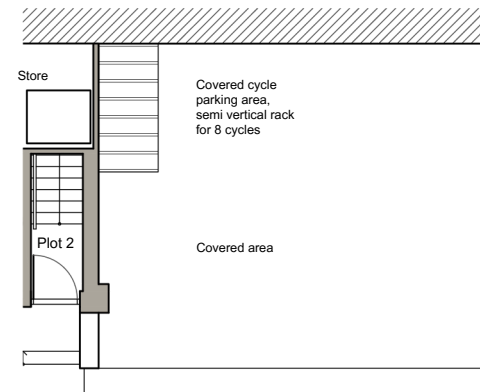 Store
Covered cycle
parking area,
semi vertical rack
for 8 cycles
Plot 2
Covered area